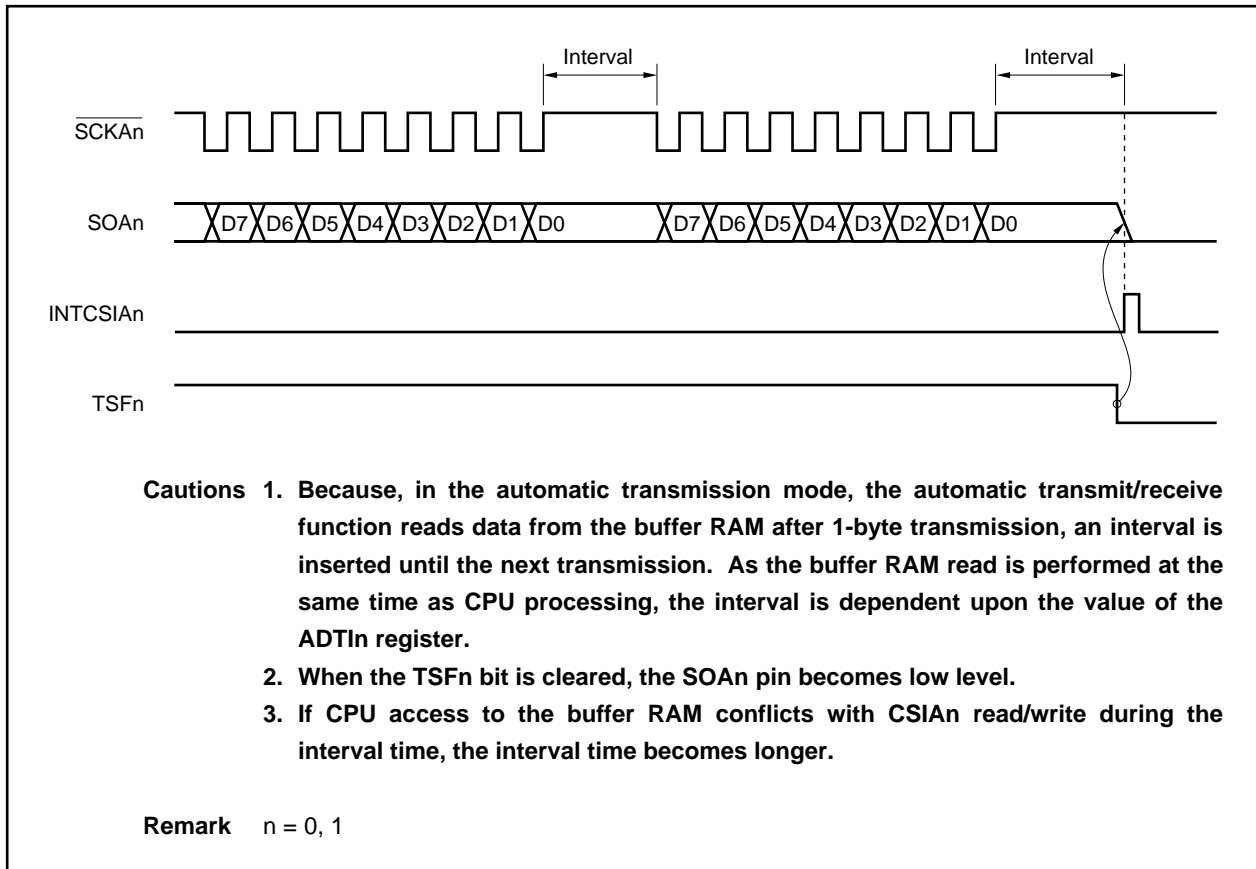 Interval Interval
SCKAn
SOAn D7 D6 D5 D4 D3 D2 D1 D0 D7 D6 D5 D4 D3 D2 D1 D0
INTCSIAn
TSFn
Cautions 1. Because, in the automatic transmission mode, the automatic transmit/receive
function reads data from the buffer RAM after 1-byte transmission, an interval is
inserted until the next transmission. As the buffer RAM read is performed at the
same time as CPU processing, the interval is dependent upon the value of the
ADTIn register.
2. When the TSFn bit is cleared, the SOAn pin becomes low level.
3. If CPU access to the buffer RAM conflicts with CSIAn read/write during the
interval time, the interval time becomes longer.
Remark n = 0, 1